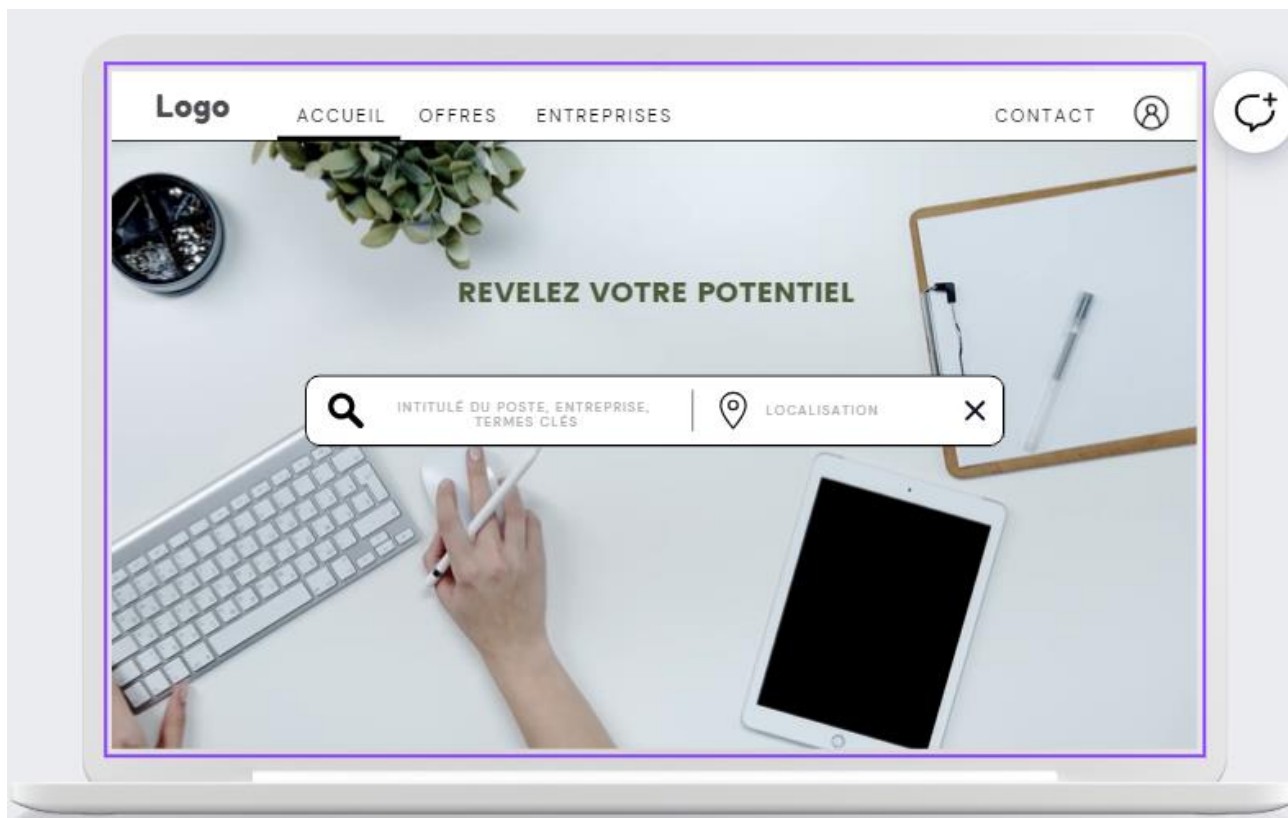 Logo
ACCUEIL OFFRES ENTREPRISES CONTACT
REVELEZ VOTRE POTENTIEL
INTITULÉ DU POSTE, ENTREPRISE,
TERMES CLÉS
LOCALISATION